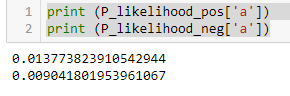 1 print (P_likelihood_pos['a'])
2 print (P_likelihood_neg['a'])
0.013773823910542944
0.009041801953961067